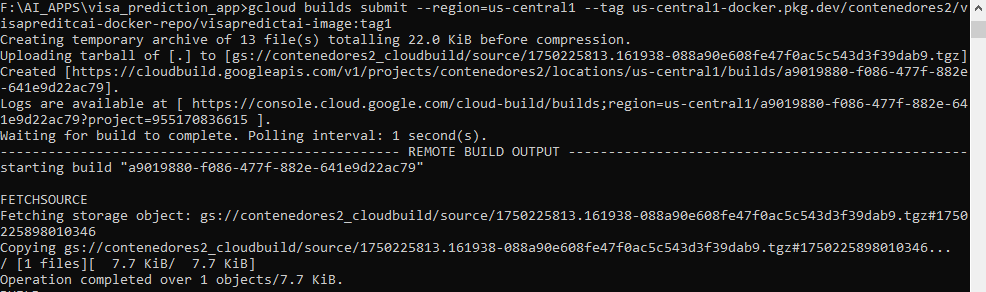 F:\AI_APPS\visa_prediction_app>gcloud builds submit --region=us-central1 --tag us-central1-docker.pkg.dev/contenedores2/v
isapreditcai-docker-repo/visapredictai-image:tag1
Creating temporary archive of 13 file(s) totalling 22.0 KiB before compression.
Uploading tarball of [.] to [gs://contenedores2_cloudbuild/source/1750225813.161938-088a90e608fe47f0ac5c543d3f39dab9.tgz]
Created [https://cloudbuild.googleapis.com/v1/projects/contenedores2/locations/us-central1/builds/a9019880-f086-477f-882e
-641e9d22ac79].
Logs are available at [ https://console.cloud.google.com/cloud-build/builds;region=us-central1/a9019880-f086-477f-882e-64
1e9d22ac79?project=955170836615 ].
Waiting for build to complete. Polling interval: 1 second(s).
-------------------------------------------------- REMOTE BUILD OUTPUT --------------------------------------------------
starting build "a9019880-f086-477f-882e-641e9d22ac79"
FETCHSOURCE
Fetching storage object: gs://contenedores2_cloudbuild/source/1750225813.161938-088a90e608fe47f0ac5c543d3f39dab9.tgz#1750
225898010346
Copying gs://contenedores2_cloudbuild/source/1750225813.161938-088a90e608fe47f0ac5c543d3f39dab9.tgz#1750225898010346...
/ [1 files][  7.7 KiB/  7.7 KiB]
Operation completed over 1 objects/7.7 KiB.